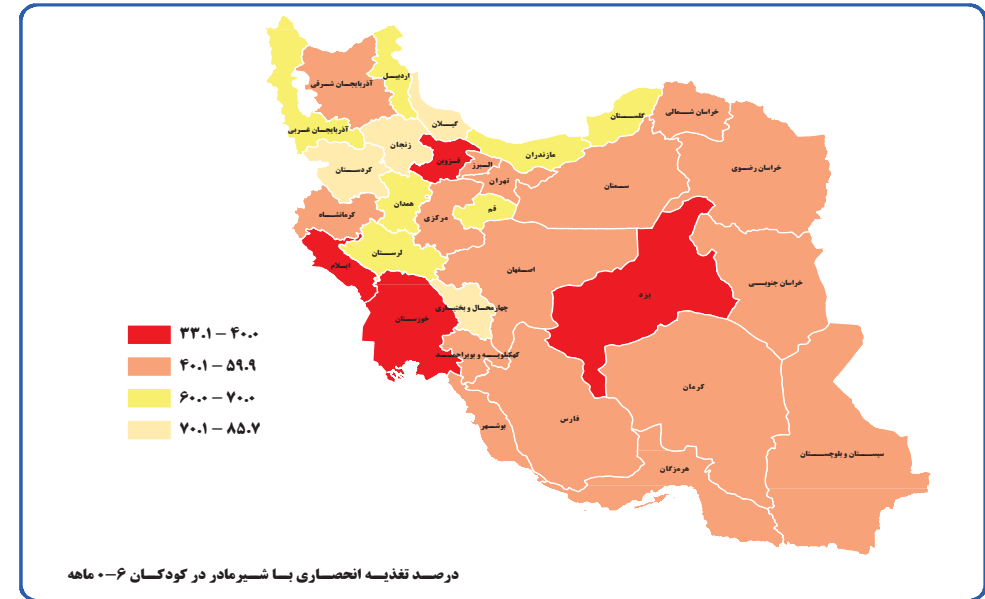 اردبیل
آذربایجان شرقی
آذربایجان غربی
گیلان
زنجان
کردستان
قزوین
البرز
تهران
مازندران
گلستان
خراسان شمالی
خراسان رضوی
سمنان
قم
همدان
مرکزی
کرمانشاه
لرستان
ایلام
خوزستان
چهارمحال و بختیاری
اصفهان
یزد
خراسان جنوبی
کهکیلویه و بویراحمد
فارس
کرمان
بوشهر
هرمزگان
سیستان و بلوچستان
۳۳.۱ – ۴۰.۰
۴۰.۱ – ۵۹.۹
۶۰.۰ – ۷۰.۰
۷۰.۱ – ۸۵.۷
درصد تغذیه انحصاری با شیرمادر در کودکان ۶-۰ ماهه